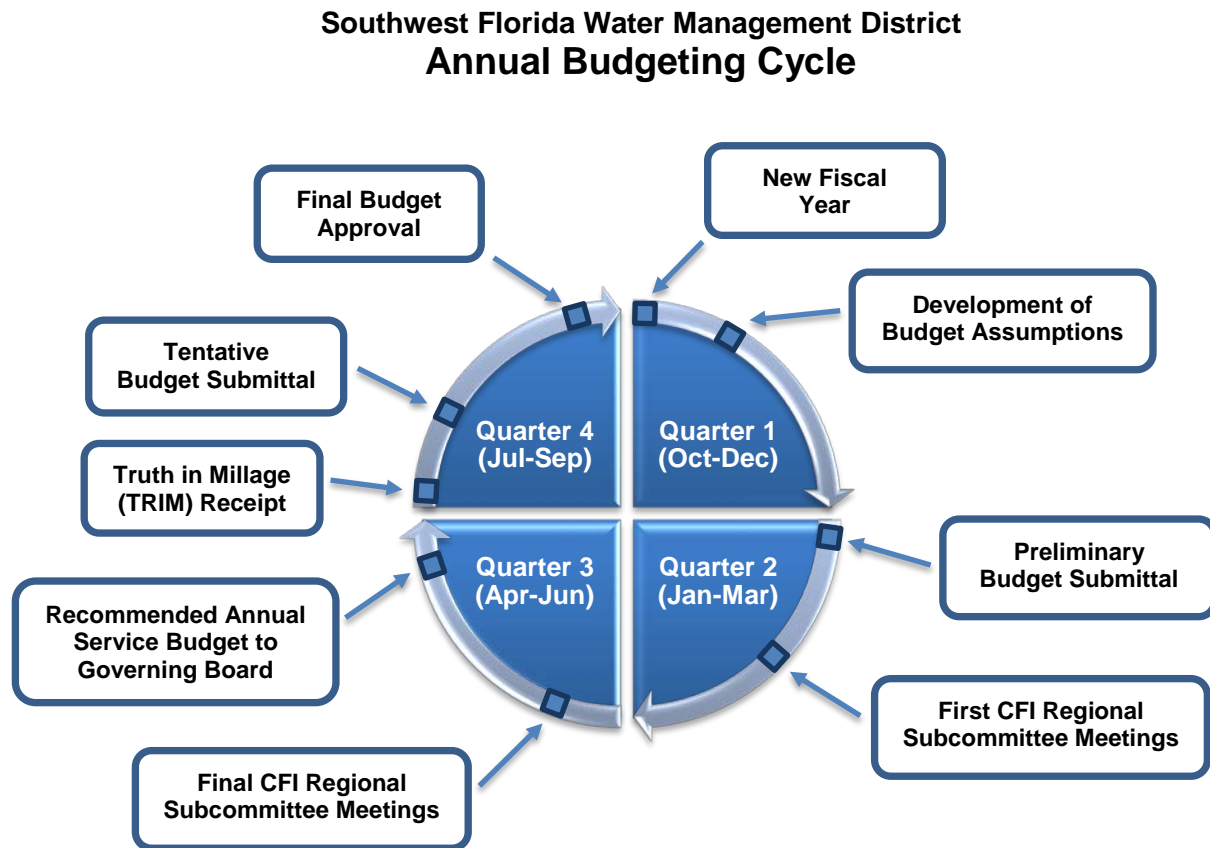 Southwest Florida Water Management District
Annual Budgeting Cycle
New Fiscal
Year
Development of
Budget Assumptions
Preliminary
Budget Submittal
First CFI Regional
Subcommittee Meetings
Final CFI Regional
Subcommittee Meetings
Recommended Annual
Service Budget to
Governing Board
Truth in Millage
(TRIM) Receipt
Tentative
Budget Submittal
Final Budget
Approval
Quarter 1
(Oct-Dec)
Quarter 2
(Jan-Mar)
Quarter 3
(Apr-Jun)
Quarter 4
(Jul-Sep)